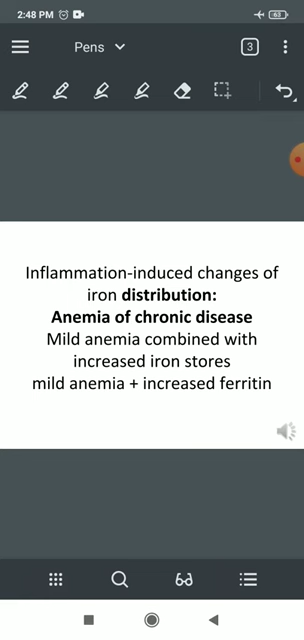 2:48 PM
63
Pens
3
Inflammation-induced changes of
iron distribution:
Anemia of chronic disease
Mild anemia combined with
increased iron stores
mild anemia + increased ferritin